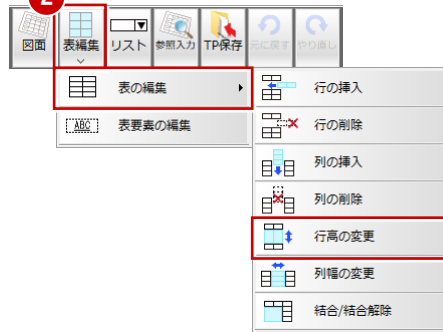 2
図面 表編集 リスト 参照入力 TP保存 元に戻す やり直し
表の編集
ABC 表要素の編集
行の挿入
行の削除
列の挿入
列の削除
行高の変更
列幅の変更
結合/結合解除